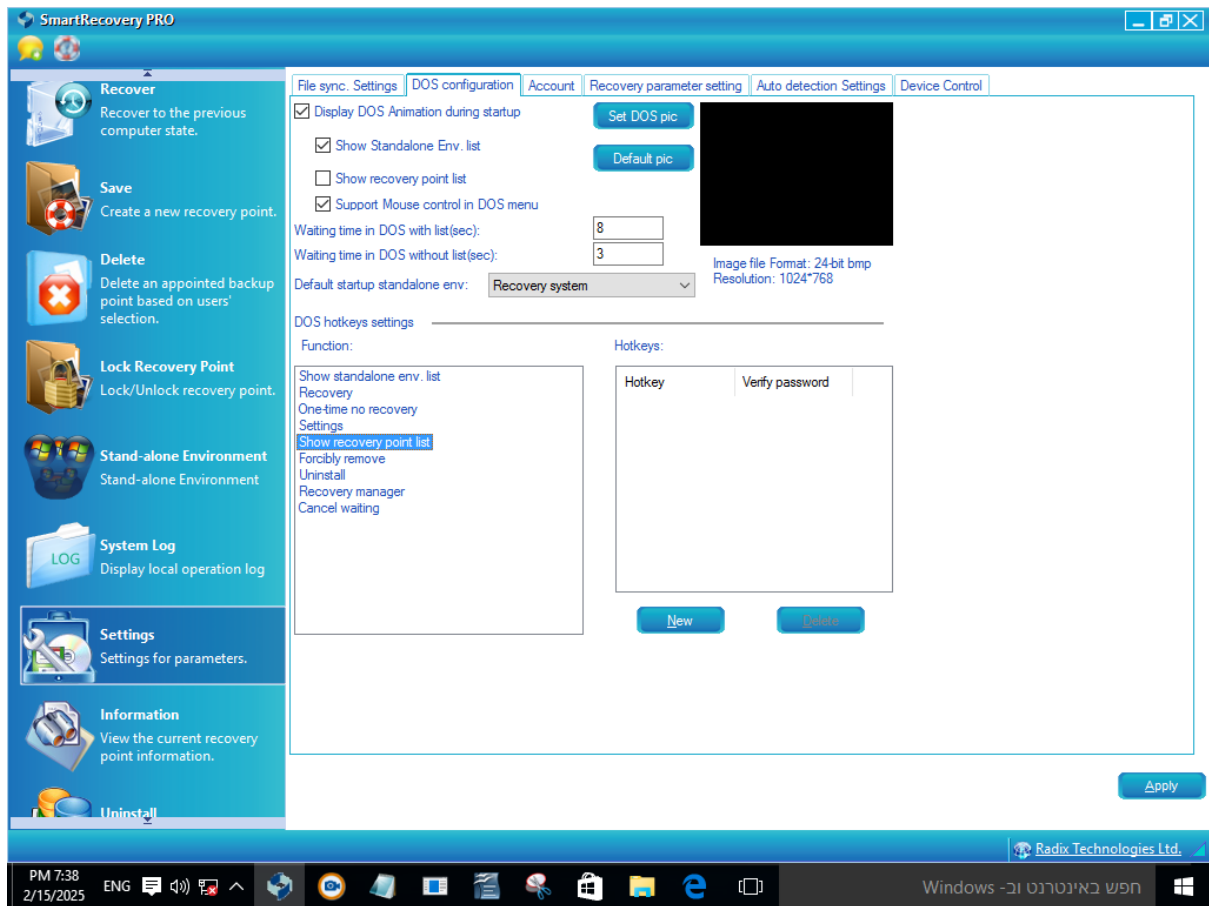 SmartRecovery PRO
Recover
Recover to the previous
computer state.
Save
Create a new recovery point.
Delete
Delete an appointed backup
point based on users'
selection.
Lock Recovery Point
Lock/Unlock recovery point.
Stand-alone Environment
Stand-alone Environment
LOG
System Log
Display local operation log
Settings
Settings for parameters.
Information
View the current recovery
point information.
Uninstall
File sync. Settings DOS configuration Account Recovery parameter setting Auto detection Settings Device Control
Display DOS Animation during startup
Set DOS pic
Show Standalone Env. list
Default pic
Show recovery point list
Support Mouse control in DOS menu
Waiting time in DOS with list(sec): 8
Waiting time in DOS without list(sec): 3
Image file Format: 24-bit bmp
Resolution: 1024*768
Default startup standalone env: Recovery system
DOS hotkeys settings
Function:
Show standalone env. list
Recovery
One-time no recovery
Settings
Show recovery point list
Forcibly remove
Uninstall
Recovery manager
Cancel waiting
Hotkeys:
Hotkey Verify password
New Delete
Apply
Radix Technologies Ltd.
PM 7:38
2/15/2025
ENG
חפש באינטרנט וב- Windows